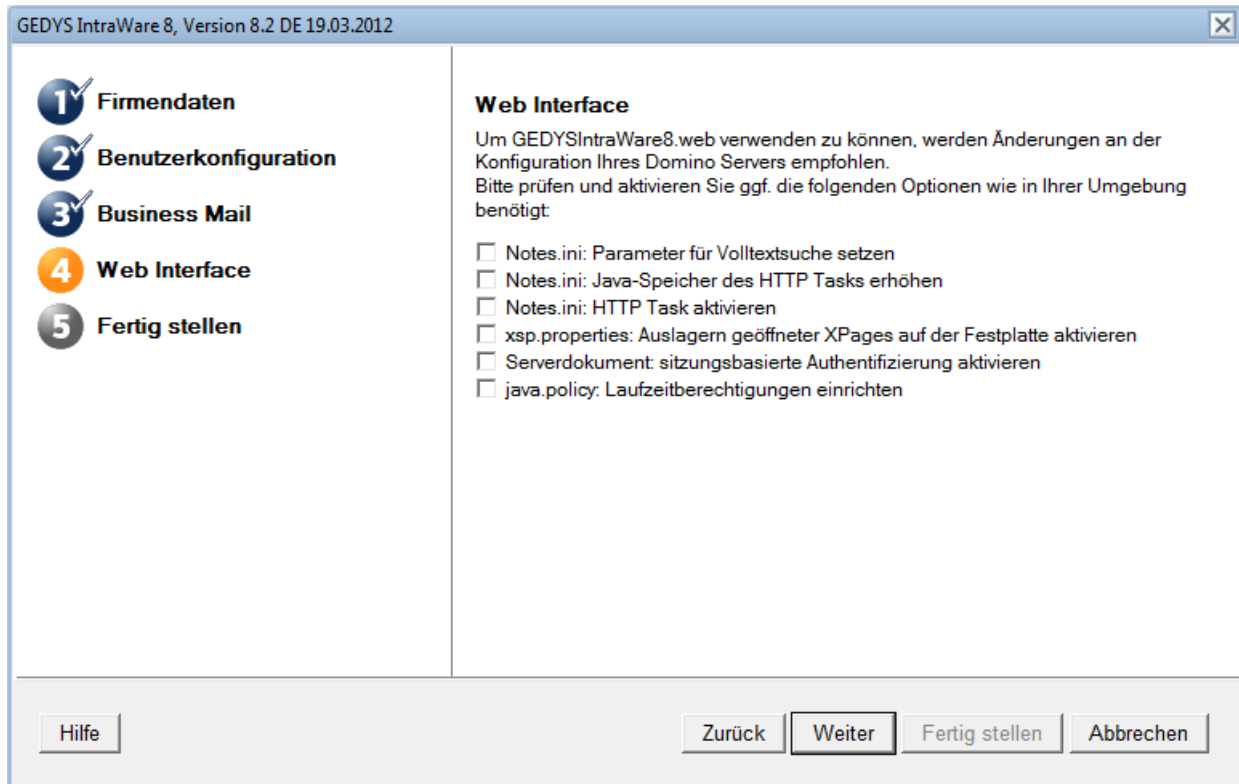 GEDYS IntraWare 8, Version 8.2 DE 19.03.2012
1 Firmendaten
2 Benutzerkonfiguration
3 Business Mail
4 Web Interface
5 Fertig stellen
Web Interface
Um GEDYSIntraWare8.web verwenden zu können, werden Änderungen an der
Konfiguration Ihres Domino Servers empfohlen.
Bitte prüfen und aktivieren Sie ggf. die folgenden Optionen wie in Ihrer Umgebung
benötigt:
Notes.ini: Parameter für Volltextsuche setzen
Notes.ini: Java-Speicher des HTTP Tasks erhöhen
Notes.ini: HTTP Task aktivieren
xsp.properties: Auslagern geöffneter XPages auf der Festplatte aktivieren
Serverdokument: sitzungsbasierte Authentifizierung aktivieren
java.policy: Laufzeitberechtigungen einrichten
Hilfe Zurück Weiter Fertig stellen Abbrechen